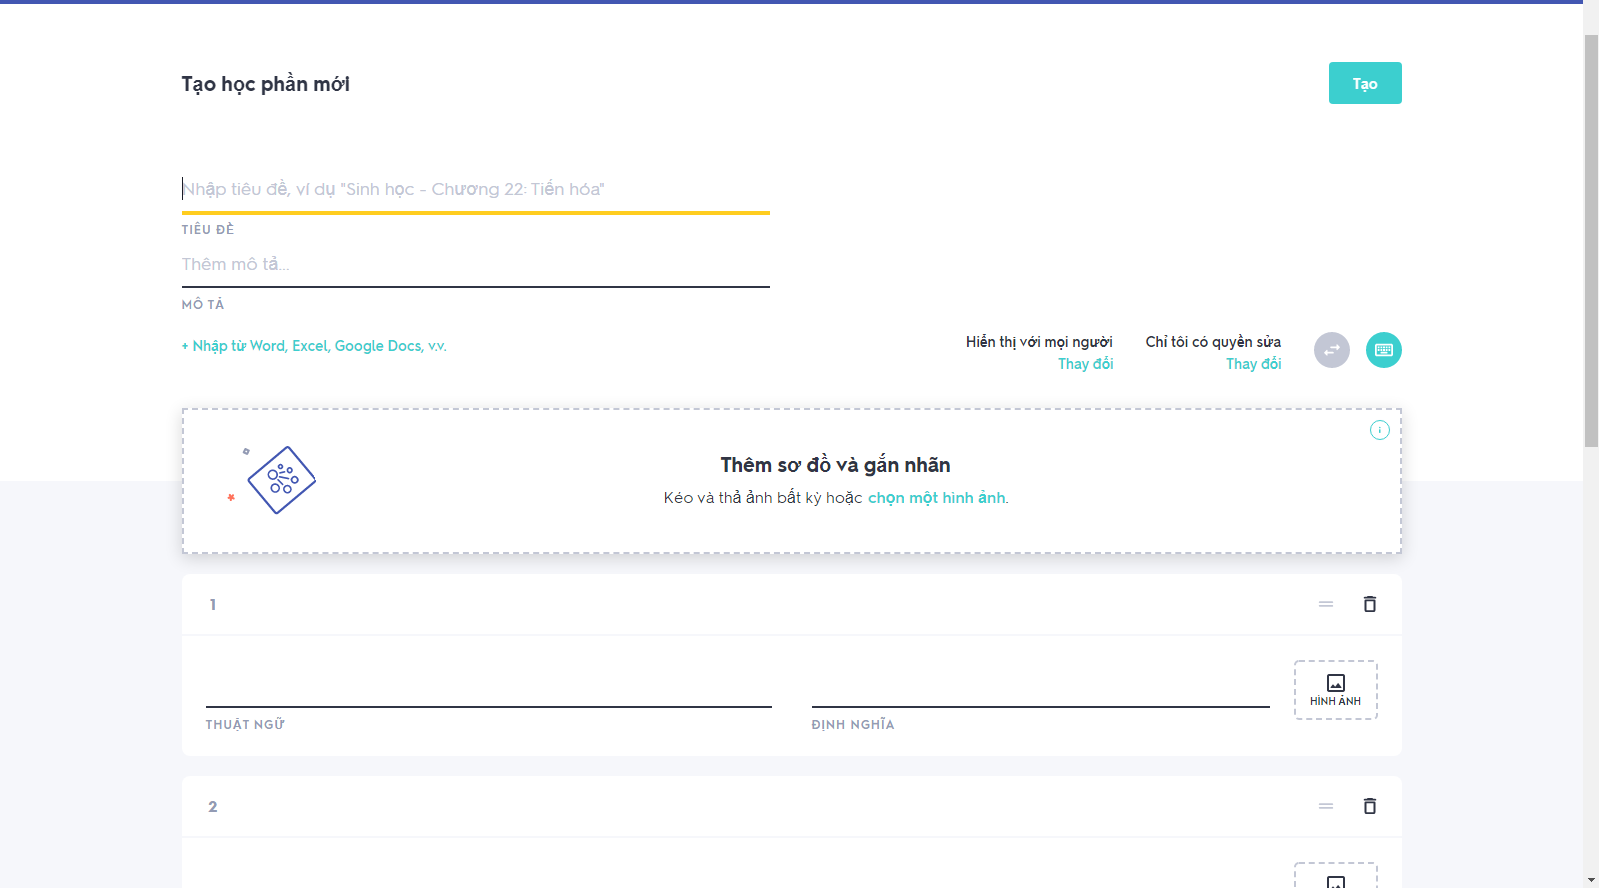 Tạo học phần mới
Tạo
Nhập tiêu đề, ví dụ "Sinh học - Chương 22: Tiến hóa"
TIÊU ĐỀ
Thêm mô tả...
MÔ TẢ
+ Nhập từ Word, Excel, Google Docs, v.v.
Hiển thị với mọi người
Thay đổi
Chỉ tôi có quyền sửa
Thay đổi
Thêm sơ đồ và gắn nhãn
Kéo và thả ảnh bất kỳ hoặc chọn một hình ảnh.
1
THUẬT NGỮ
ĐỊNH NGHĨA
HÌNH ẢNH
2